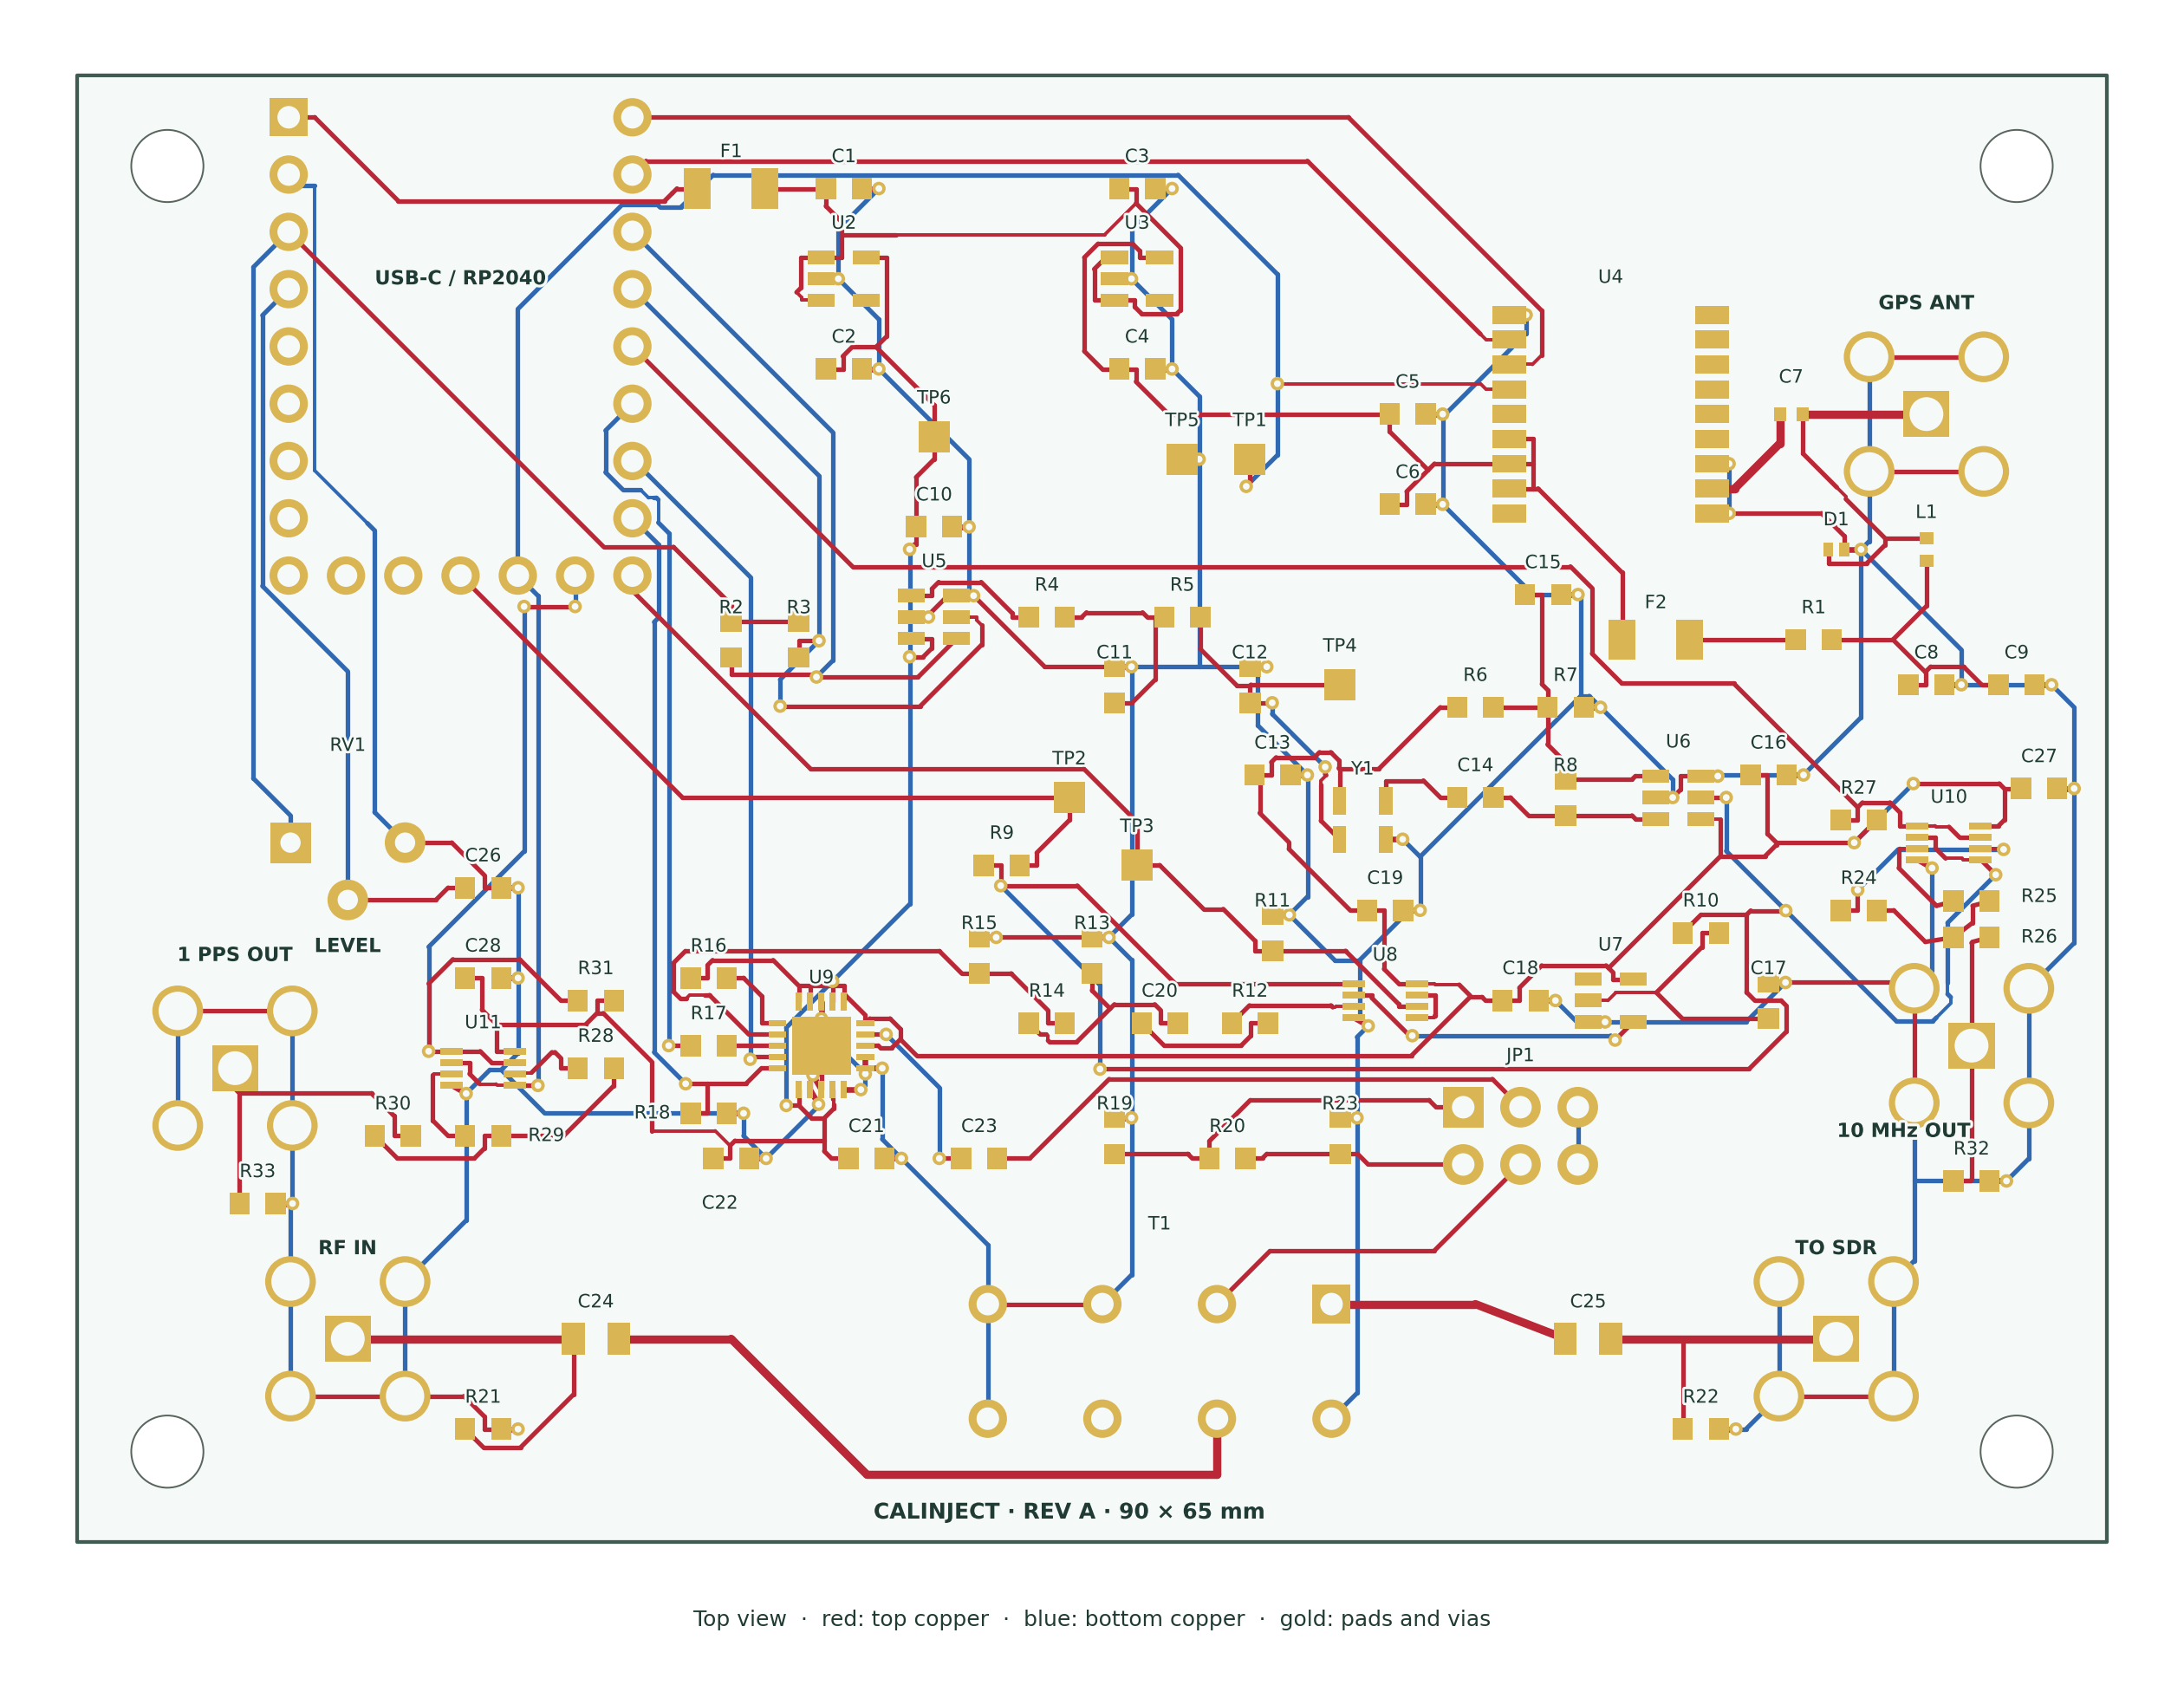 F1
C1
C3
U2
U3
USB-C / RP2040
U4
GPS ANT
C2
C4
C7
C5
TP6
TP5
TP1
C6
C10
D1
L1
U5
C15
R2
R3
R4
R5
F2
R1
C11
C12
TP4
C8
C9
R6
R7
RV1
C13
U6
C16
TP2
Y1
C14
R8
C27
R27
U10
R9
TP3
C26
C19
R24
R25
R11
R10
R15
R13
R26
1 PPS OUT
LEVEL
C28
R16
U7
U8
R31
U9
C18
C17
R14
C20
R12
R17
U11
R28
JP1
R30
R18
R19
R23
R29
C21
C23
R20
10 MHz OUT
R32
R33
C22
T1
RF IN
TO SDR
C24
C25
R21
R22
CALINJECT · REV A · 90 × 65 mm
Top view · red: top copper · blue: bottom copper · gold: pads and vias